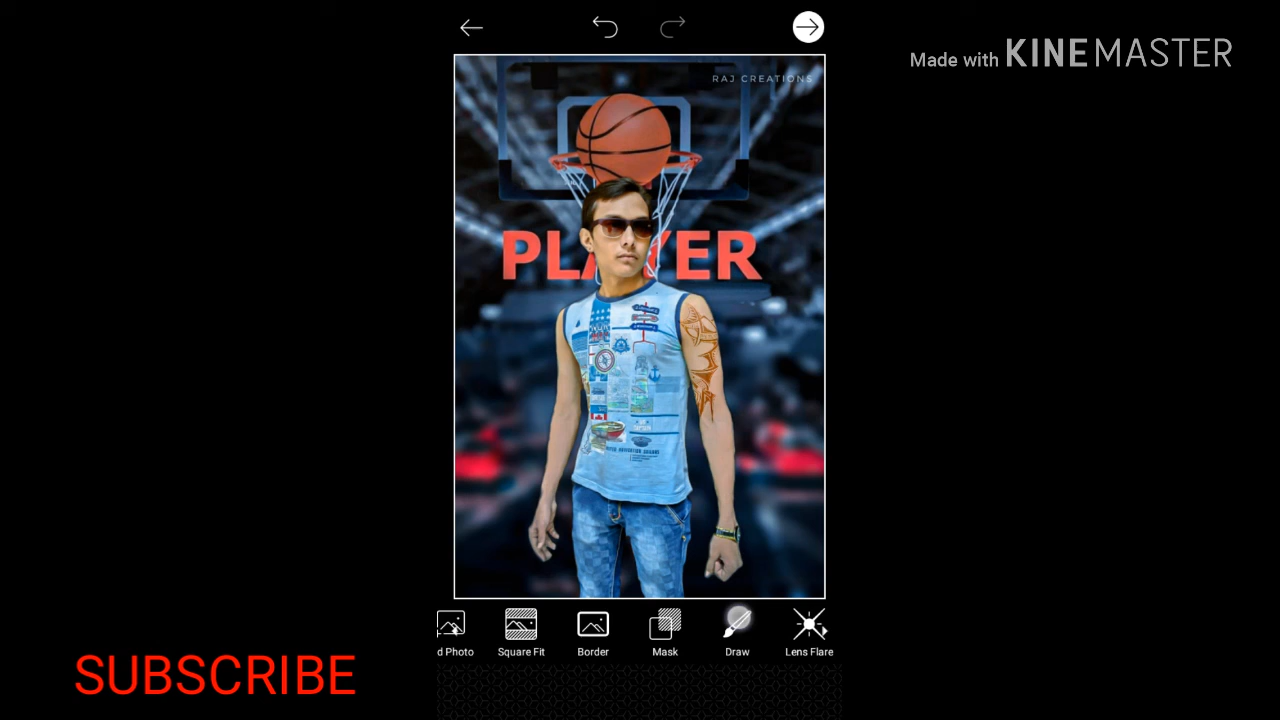 Made with KINEMASTER
RAJ CREATIONS
PLAYER
d Photo
Square Fit
Border
Mask
Draw
Lens Flare
SUBSCRIBE